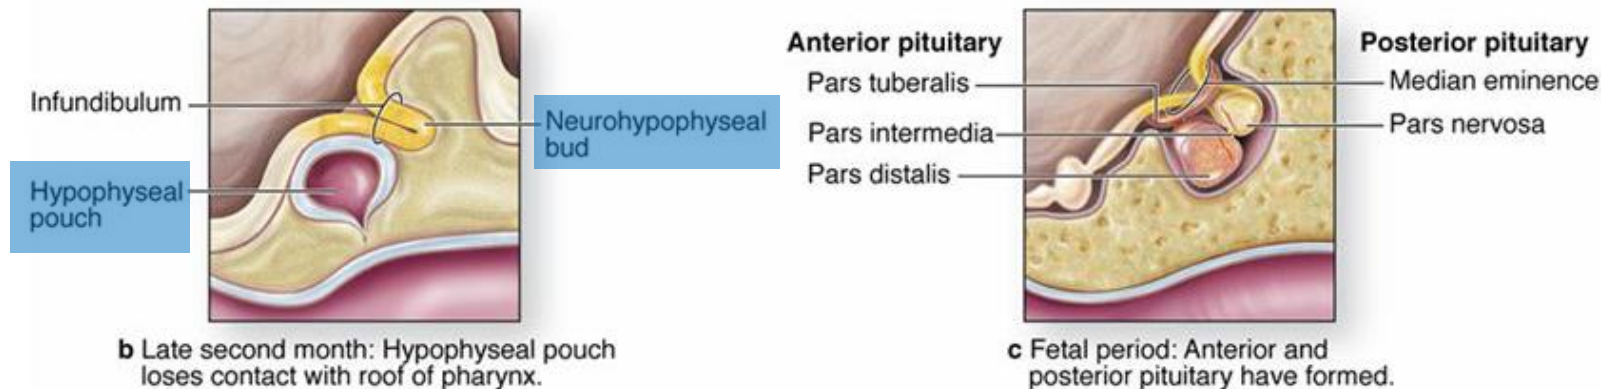 Infundibulum
Neurohypophyseal
bud
Hypophyseal
pouch
b Late second month: Hypophyseal pouch
loses contact with roof of pharynx.
Anterior pituitary
Pars tuberalis
Pars intermedia
Pars distalis
Posterior pituitary
Median eminence
Pars nervosa
c Fetal period: Anterior and
posterior pituitary have formed.